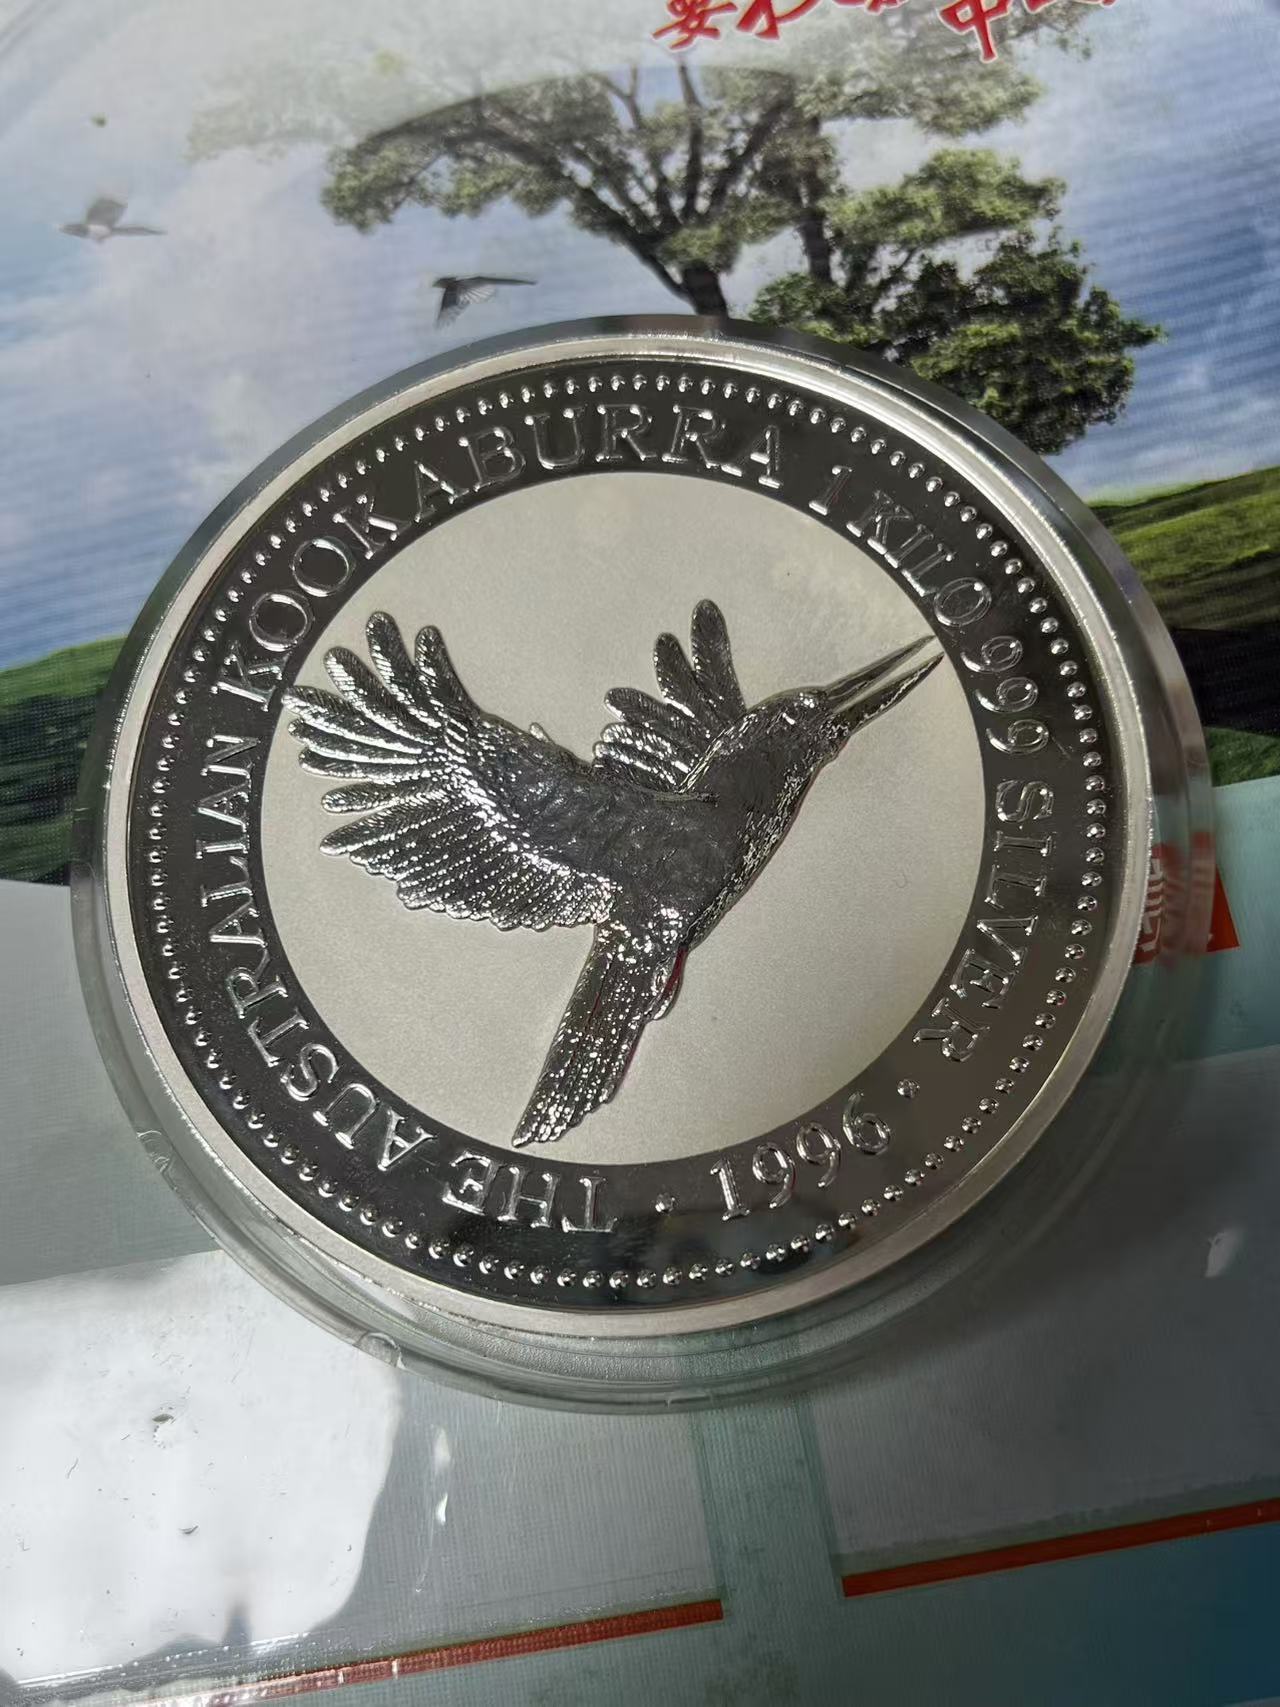 THE AUSTRALIAN KOOKABURRA 1 KILO 999 SILVER • 1996 •